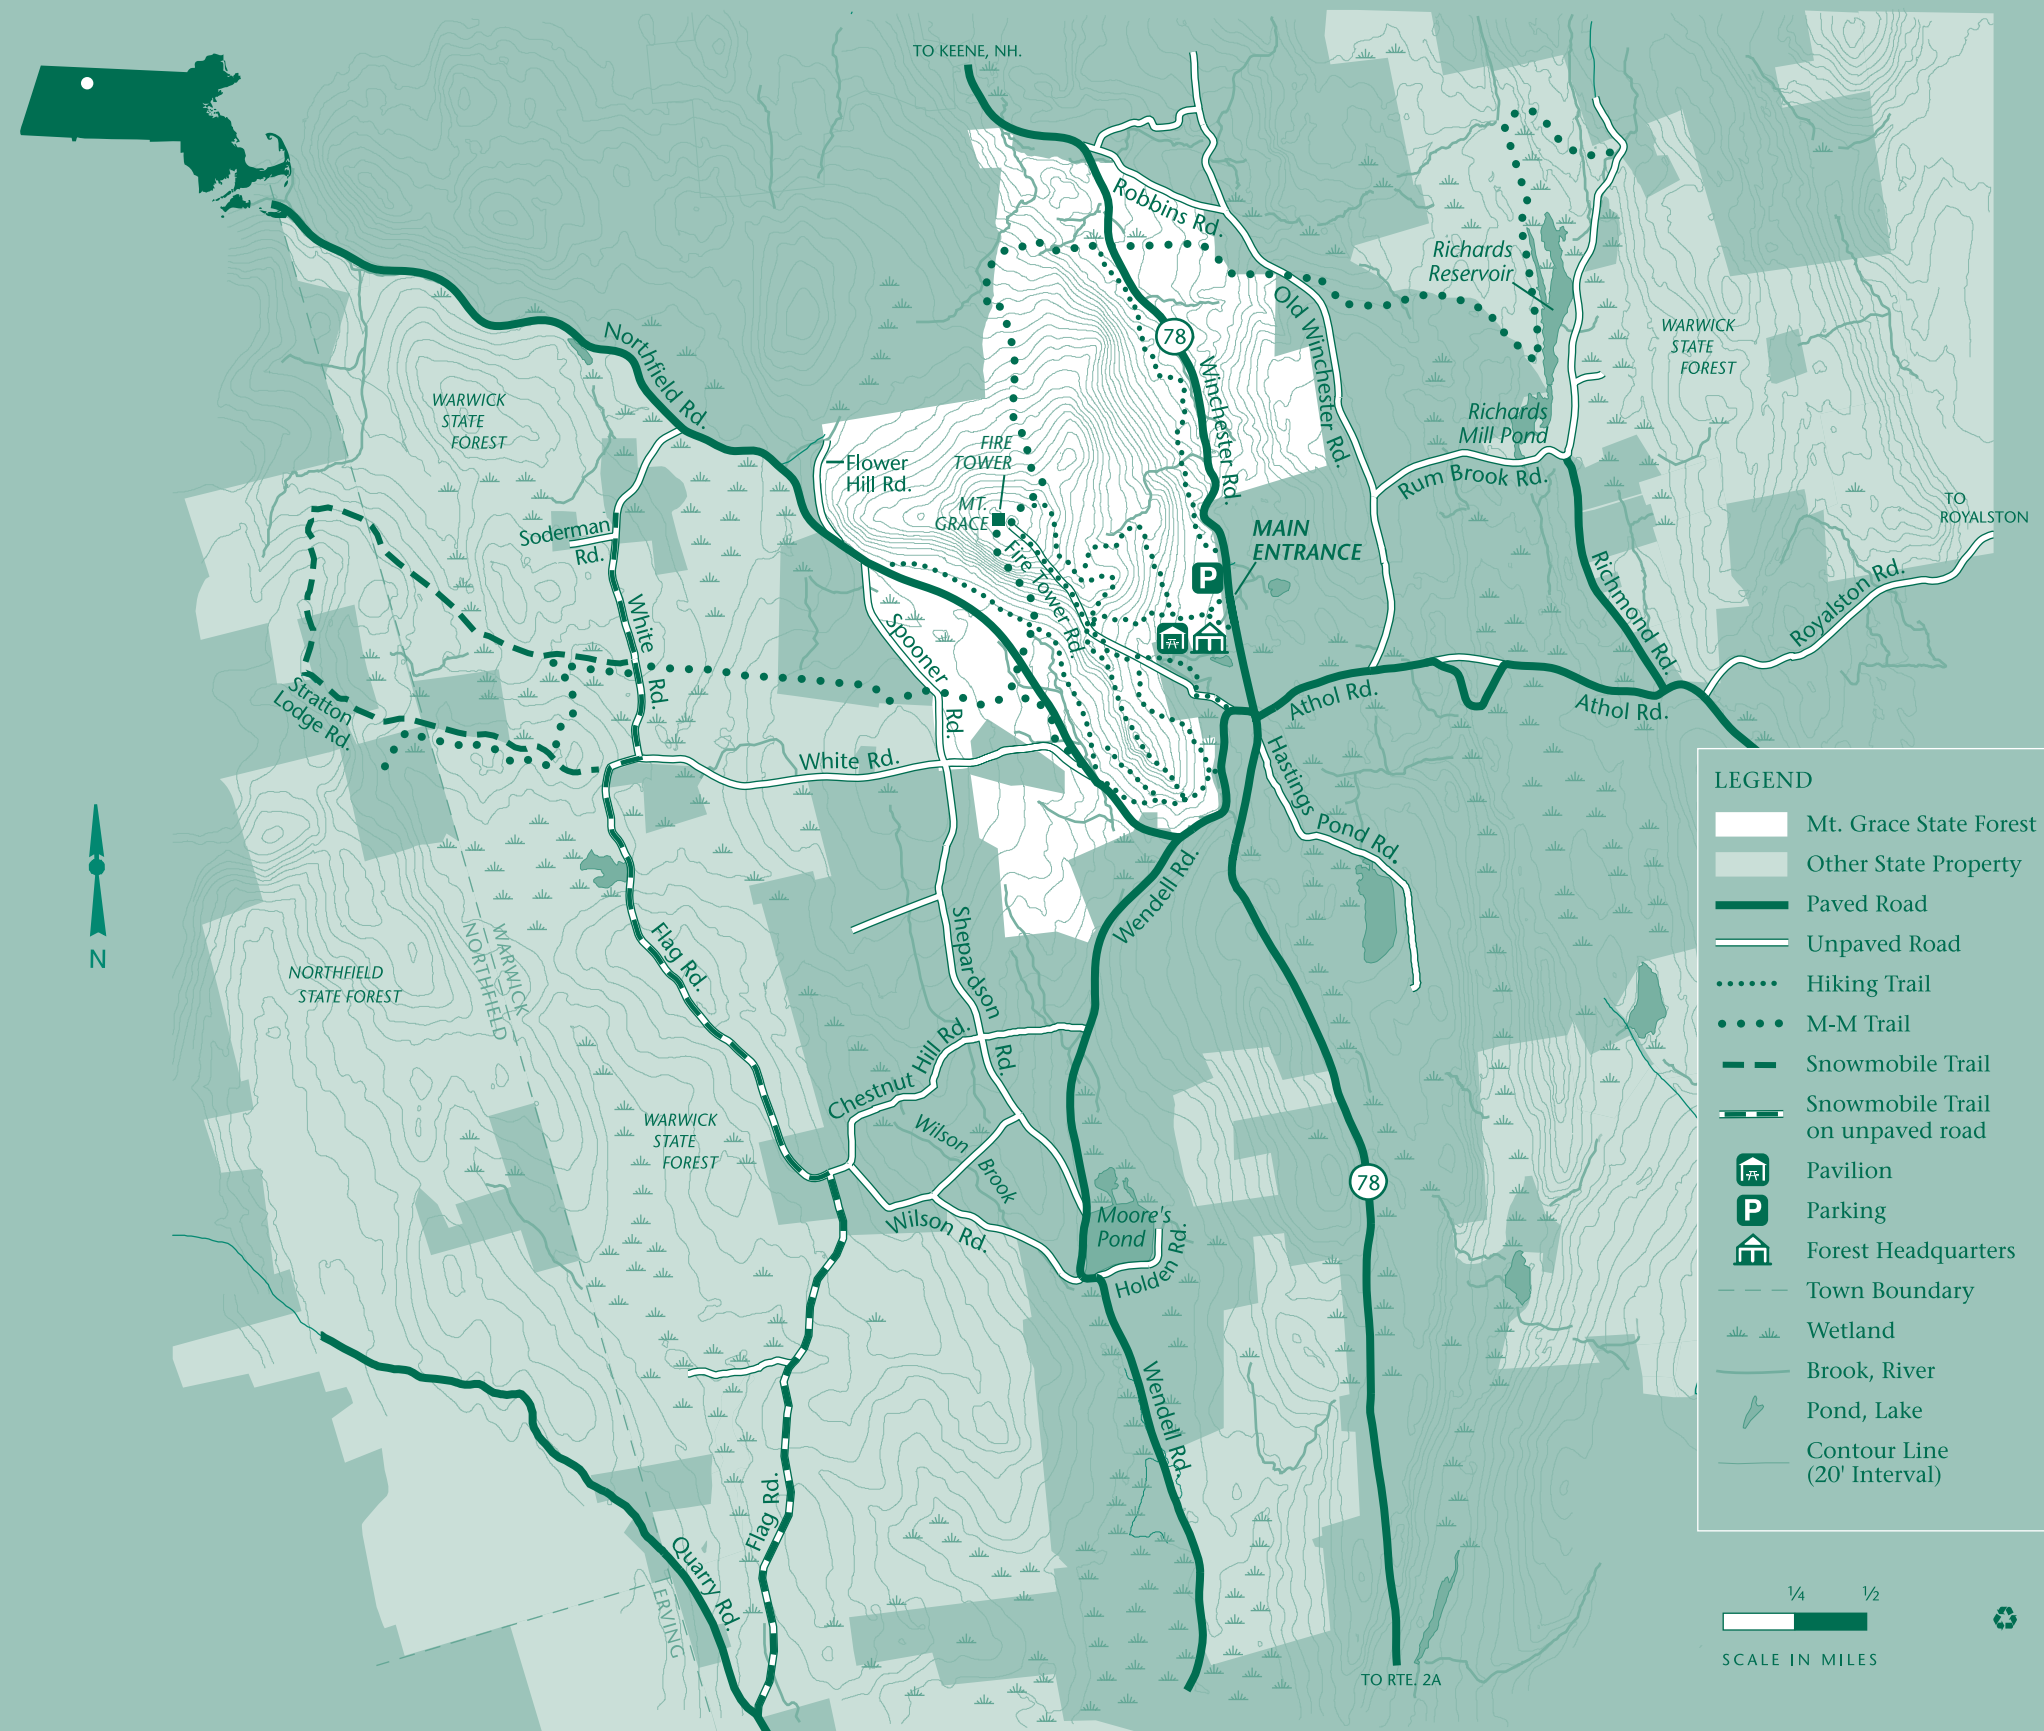 TO KEENE, NH.
Robbins Rd.
Richards
Reservoir
78
Old Winchester Rd.
Winchester Rd.
Northfield Rd.
WARWICK
STATE
FOREST
WARWICK
STATE
FOREST
Richards
Mill Pond
Rum Brook Rd.
FIRE
TOWER
Flower
Hill Rd.
MT.
GRACE
Fire Tower Rd.
MAIN
ENTRANCE
P
TO
ROYALSTON
Soderman
Rd.
White Rd.
Spooner Rd.
Richmond Rd.
Royalston Rd.
Stratton
Lodge Rd.
Athol Rd.
Athol Rd.
White Rd.
Hastings Pond Rd.
Wendell Rd.
Flag Rd.
Shepardson Rd.
WARWICK
NORTHFIELD
NORTHFIELD
STATE FOREST
Chestnut Hill Rd.
WARWICK
STATE
FOREST
Wilson Brook
Wilson Rd.
Moore's
Pond
Holden Rd.
78
Wendell Rd.
Flag Rd.
Quarry Rd.
ERVING
TO RTE. 2A
N
LEGEND
Mt. Grace State Forest
Other State Property
Paved Road
Unpaved Road
Hiking Trail
M-M Trail
Snowmobile Trail
Snowmobile Trail
on unpaved road
Pavilion
P Parking
Forest Headquarters
Town Boundary
Wetland
Brook, River
Pond, Lake
Contour Line
(20' Interval)
¼ ½
SCALE IN MILES